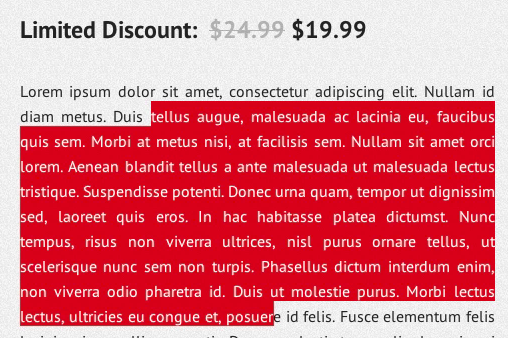 Limited Discount: $24.99 $19.99
Lorem ipsum dolor sit amet, consectetur adipiscing elit. Nullam id
diam metus. Duis tellus augue, malesuada ac lacinia eu, faucibus
quis sem. Morbi at metus nisi, at facilisis sem. Nullam sit amet orci
lorem. Aenean blandit tellus a ante malesuada ut malesuada lectus
tristique. Suspendisse potenti. Donec urna quam, tempor ut dignissim
sed, laoreet quis eros. In hac habitasse platea dictumst. Nunc
tempus, risus non viverra ultrices, nisl purus ornare tellus, ut
scelerisque nunc sem non turpis. Phasellus dictum interdum enim,
non viverra odio pharetra id. Duis ut molestie purus. Morbi lectus
lectus, ultricies eu congue et, posuere id felis. Fusce elementum felis